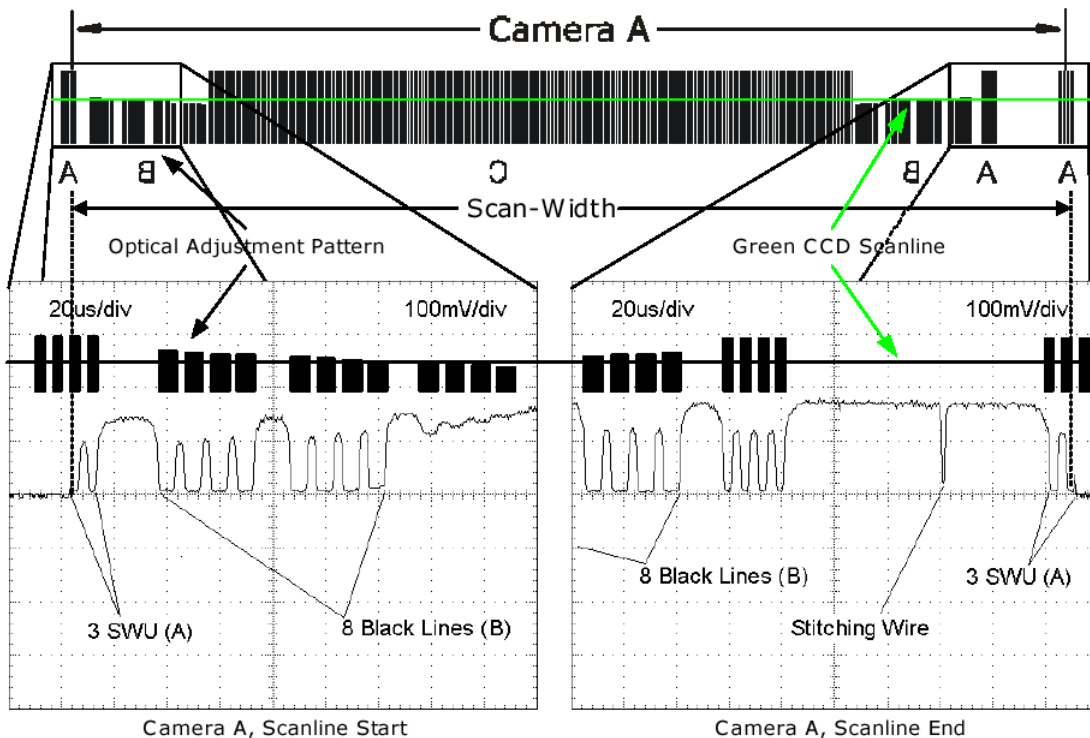 Camera A
A B C B A A
Scan-Width
Optical Adjustment Pattern
Green CCD Scanline
20us/div
100mV/div
20us/div
100mV/div
8 Black Lines (B)
3 SWU (A)
3 SWU (A)
8 Black Lines (B)
Stitching Wire
Camera A, Scanline Start
Camera A, Scanline End